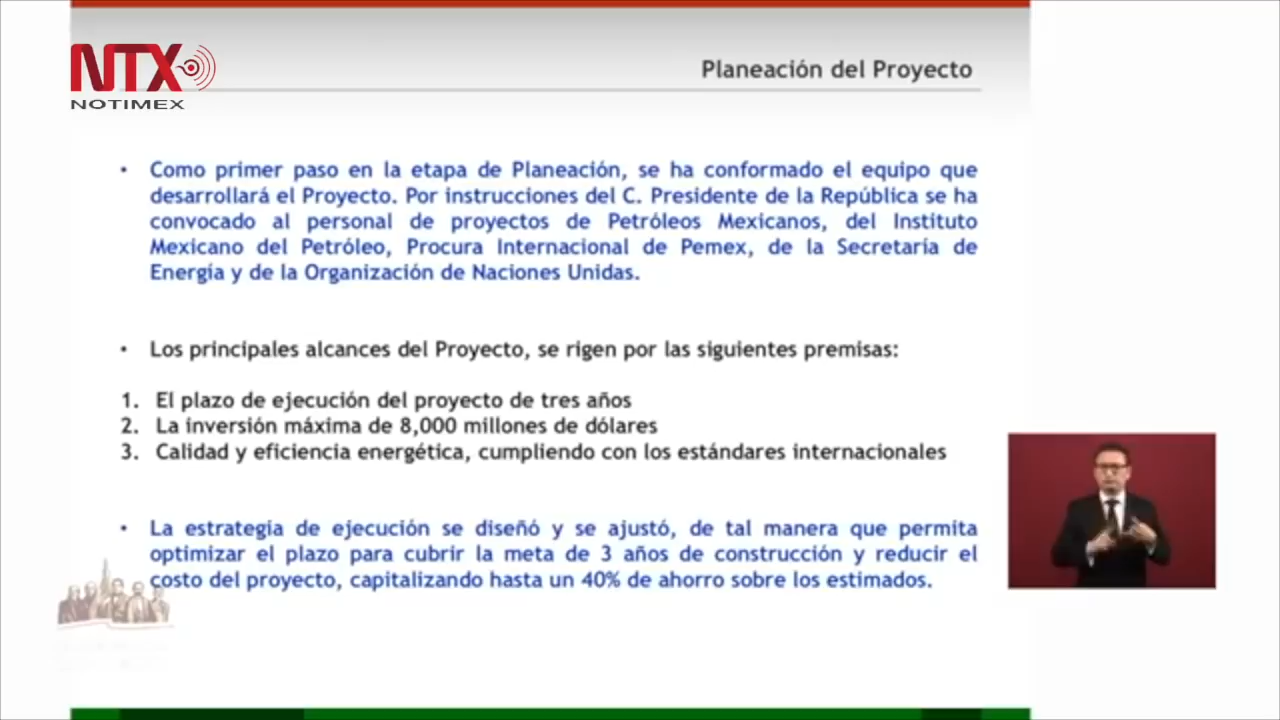 NTX
NOTIMEX
Planeación del Proyecto
• Como primer paso en la etapa de Planeación, se ha conformado el equipo que
desarrollará el Proyecto. Por instrucciones del C. Presidente de la República se ha
convocado al personal de proyectos de Petróleos Mexicanos, del Instituto
Mexicano del Petróleo, Procura Internacional de Pemex, de la Secretaría de
Energía y de la Organización de Naciones Unidas.
• Los principales alcances del Proyecto, se rigen por las siguientes premisas:
1. El plazo de ejecución del proyecto de tres años
2. La inversión máxima de 8,000 millones de dólares
3. Calidad y eficiencia energética, cumpliendo con los estándares internacionales
• La estrategia de ejecución se diseñó y se ajustó, de tal manera que permita
optimizar el plazo para cubrir la meta de 3 años de construcción y reducir el
costo del proyecto, capitalizando hasta un 40% de ahorro sobre los estimados.